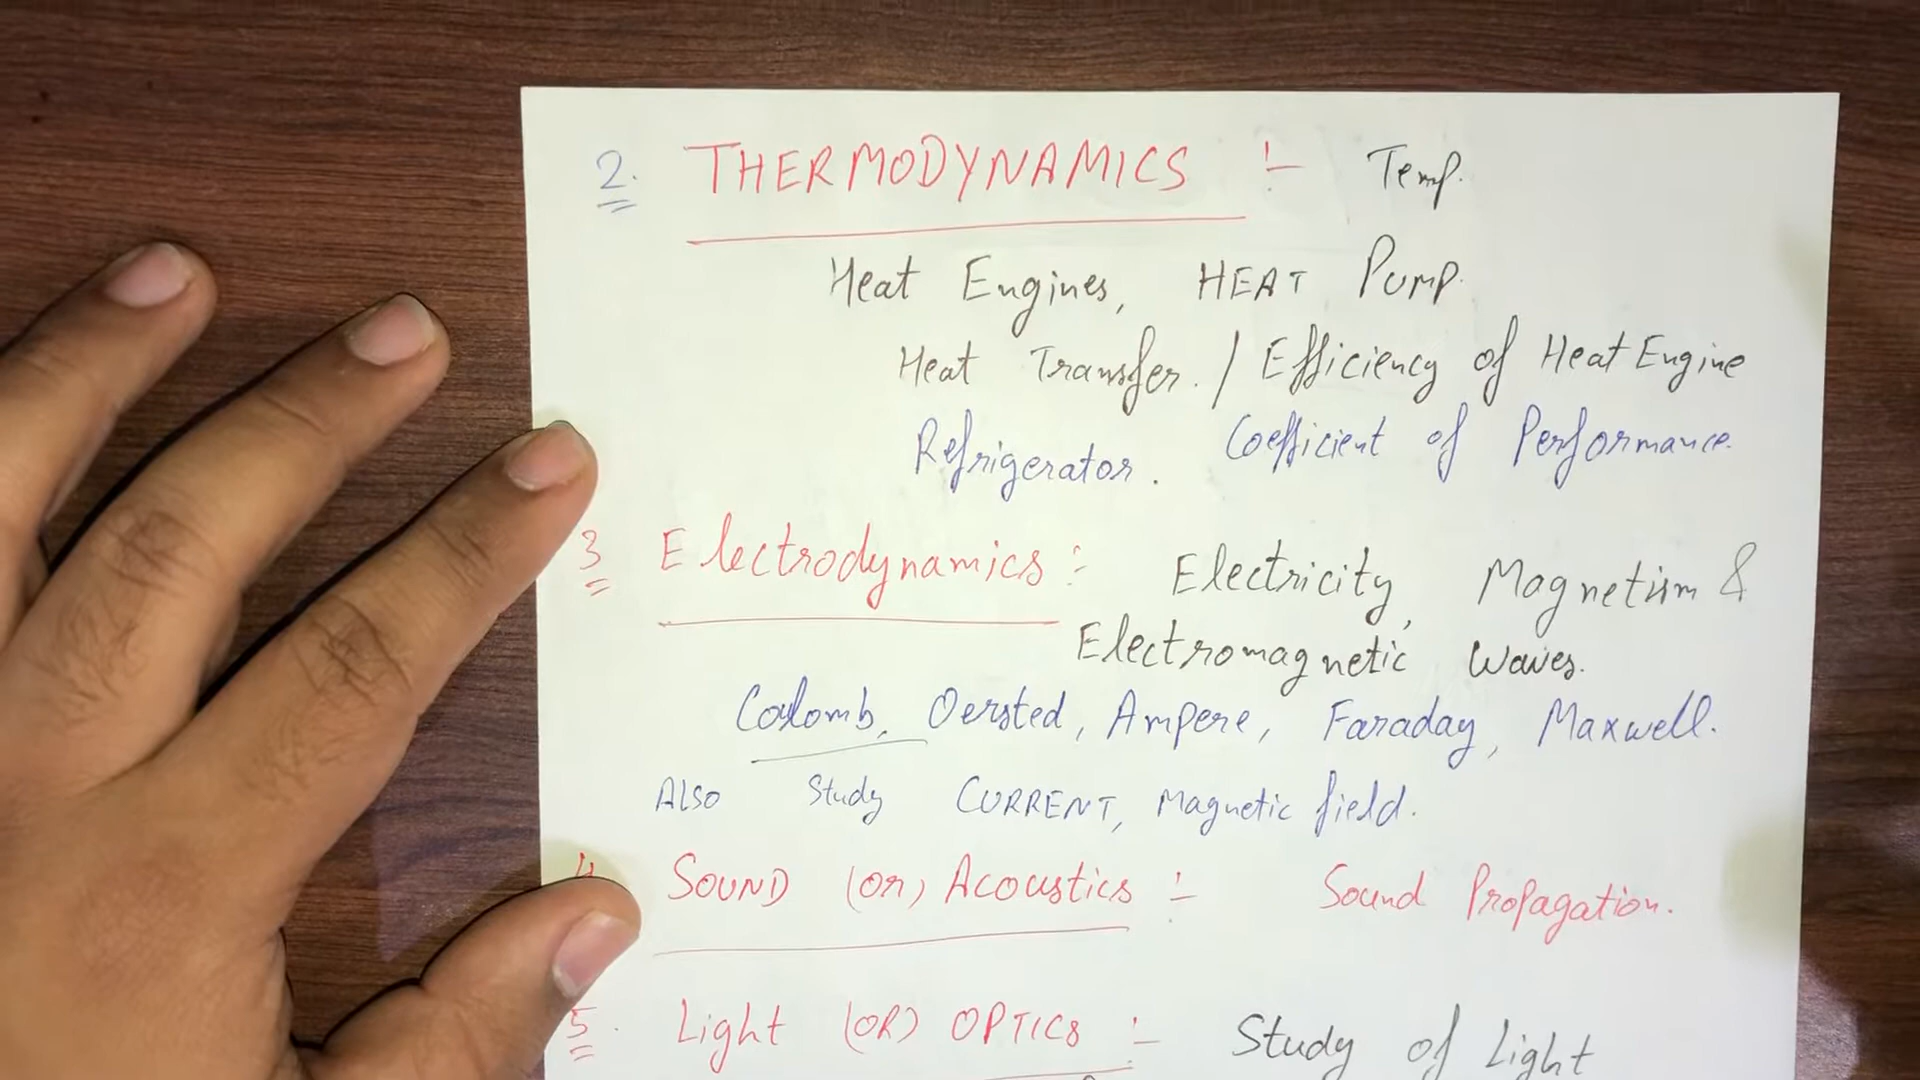 2. THERMODYNAMICS :- Temp.
Heat Engines, HEAT Pump.
Heat Transfer. / Efficiency of Heat Engine
Refrigerator. Coefficient of Performance.
3 Electrodynamics :- Electricity, Magnetism &
Electromagnetic Waves.
Coulomb, Oersted, Ampere, Faraday, Maxwell.
Also Study CURRENT, Magnetic field.
4 SOUND (or) Acoustics :- Sound Propagation.
5. Light (OR) OPTICS :- Study of Light